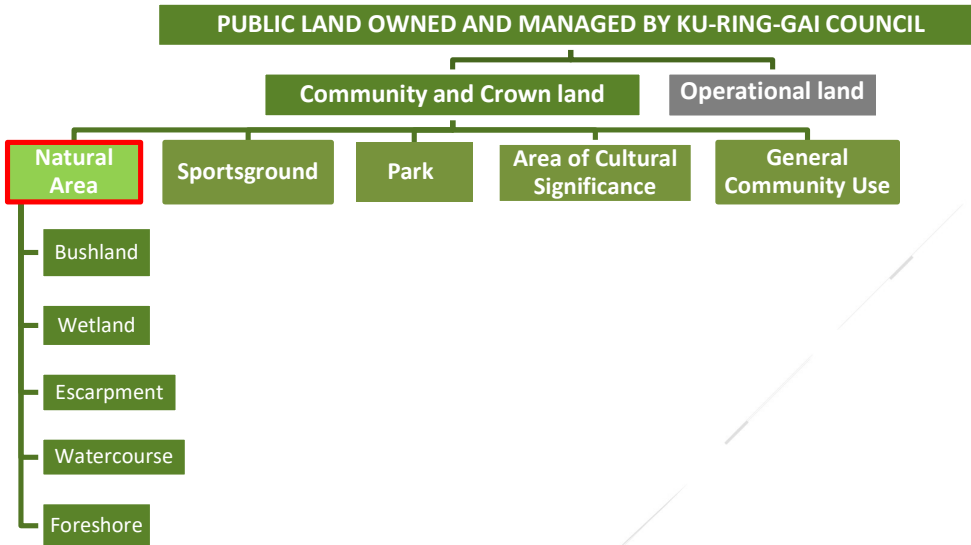 PUBLIC LAND OWNED AND MANAGED BY KU-RING-GAI COUNCIL
Community and Crown land
Operational land
Natural
Area
Sportsground
Park
Area of Cultural
Significance
General
Community Use
Bushland
Wetland
Escarpment
Watercourse
Foreshore